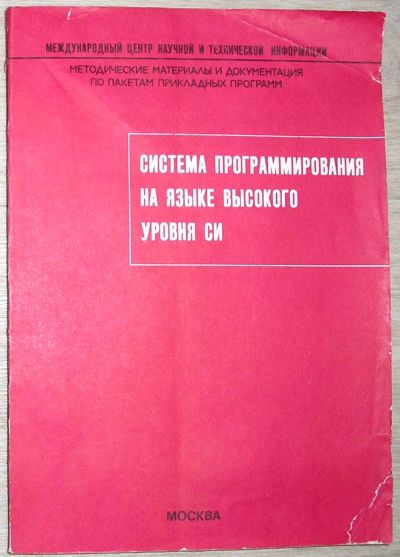 МЕЖДУНАРОДНЫЙ ЦЕНТР НАУЧНОЙ И ТЕХНИЧЕСКОЙ ИНФОРМАЦИИ
МЕТОДИЧЕСКИЕ МАТЕРИАЛЫ И ДОКУМЕНТАЦИЯ
ПО ПАКЕТАМ ПРИКЛАДНЫХ ПРОГРАММ
СИСТЕМА ПРОГРАММИРОВАНИЯ
НА ЯЗЫКЕ ВЫСОКОГО
УРОВНЯ СИ
МОСКВА